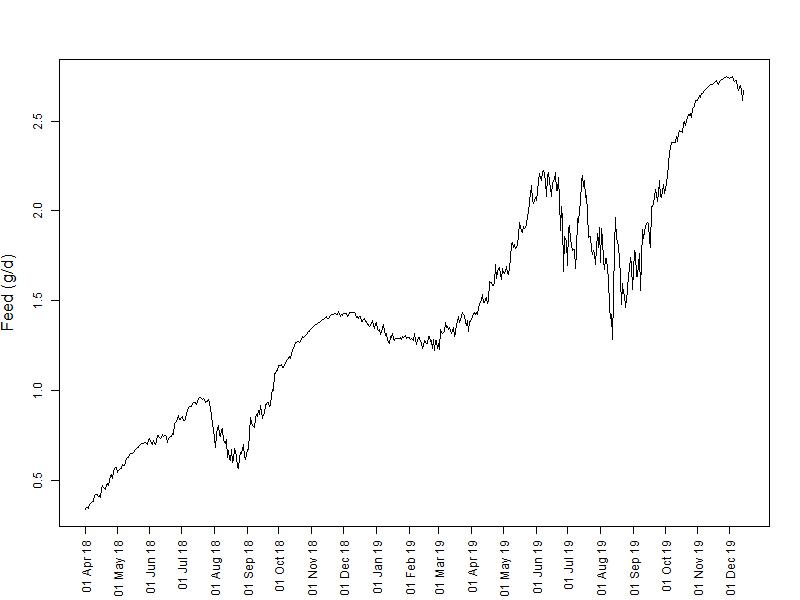 Feed (g/d)
2.5
2.0
1.5
1.0
0.5
01 Apr 18
01 May 18
01 Jun 18
01 Jul 18
01 Aug 18
01 Sep 18
01 Oct 18
01 Nov 18
01 Dec 18
01 Jan 19
01 Feb 19
01 Mar 19
01 Apr 19
01 May 19
01 Jun 19
01 Jul 19
01 Aug 19
01 Sep 19
01 Oct 19
01 Nov 19
01 Dec 19